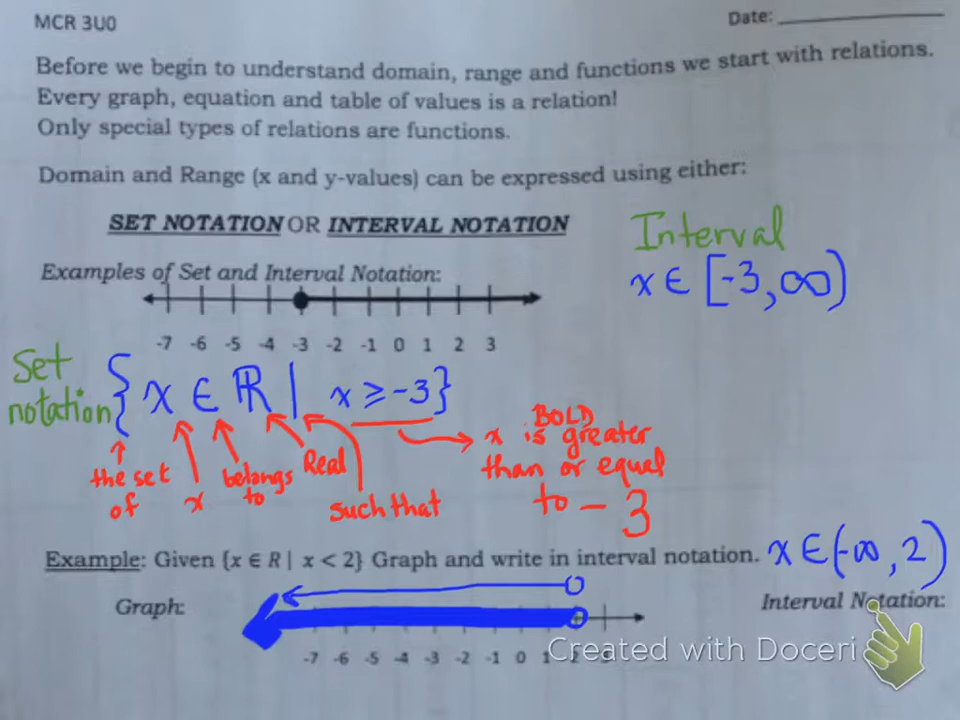 MCR 3U0
Date:
Before we begin to understand domain, range and functions we start with relations.
Every graph, equation and table of values is a relation!
Only special types of relations are functions.
Domain and Range (x and y-values) can be expressed using either:
SET NOTATION OR INTERVAL NOTATION
Interval
x ∈ [-3, ∞)
Examples of Set and Interval Notation:
-7 -6 -5 -4 -3 -2 -1 0 1 2 3
Set notation
{ x ∈ ℝ | x ≥ -3 }
the set of
x
belongs to
Real
such that
BOLD
x is greater
than or equal
to - 3
Example: Given {x ∈ R | x < 2} Graph and write in interval notation.
x ∈ (-∞, 2)
Graph:
Interval Notation:
-7 -6 -5 -4 -3 -2 -1 0 1 2
Created with Doceri